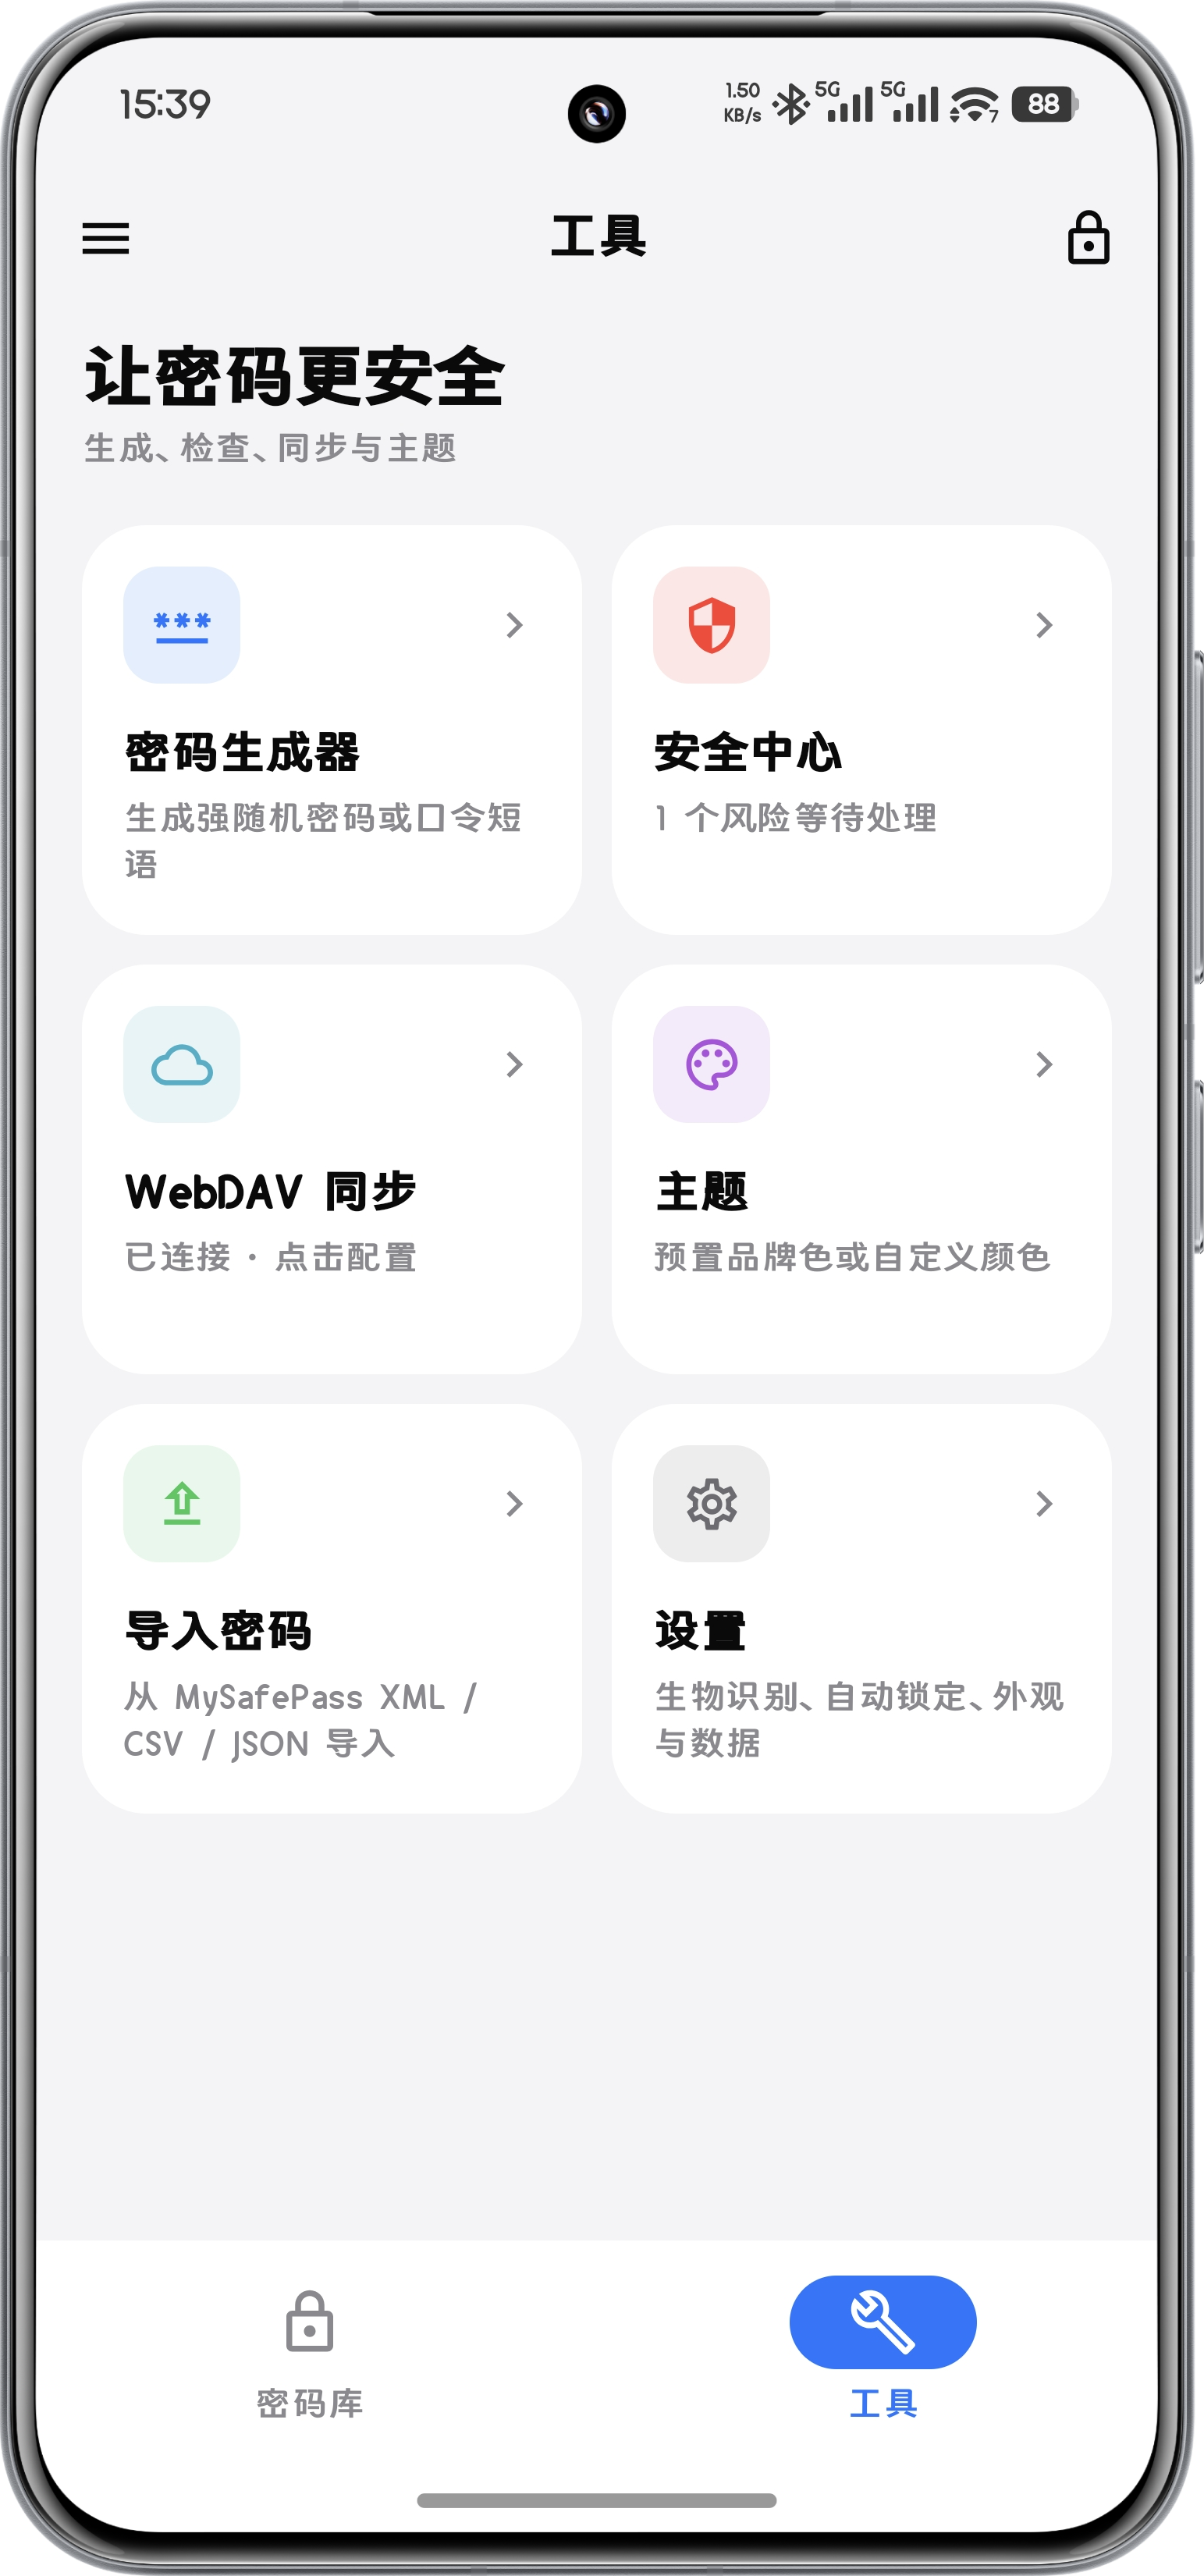 15:39
1.50
KB/s
5G
5G
7
88
工具
让密码更安全
生成、检查、同步与主题
***
密码生成器
生成强随机密码或口令短
语
安全中心
1 个风险等待处理
WebDAV 同步
已连接 · 点击配置
主题
预置品牌色或自定义颜色
导入密码
从 MySafePass XML /
CSV / JSON 导入
设置
生物识别、自动锁定、外观
与数据
密码库
工具